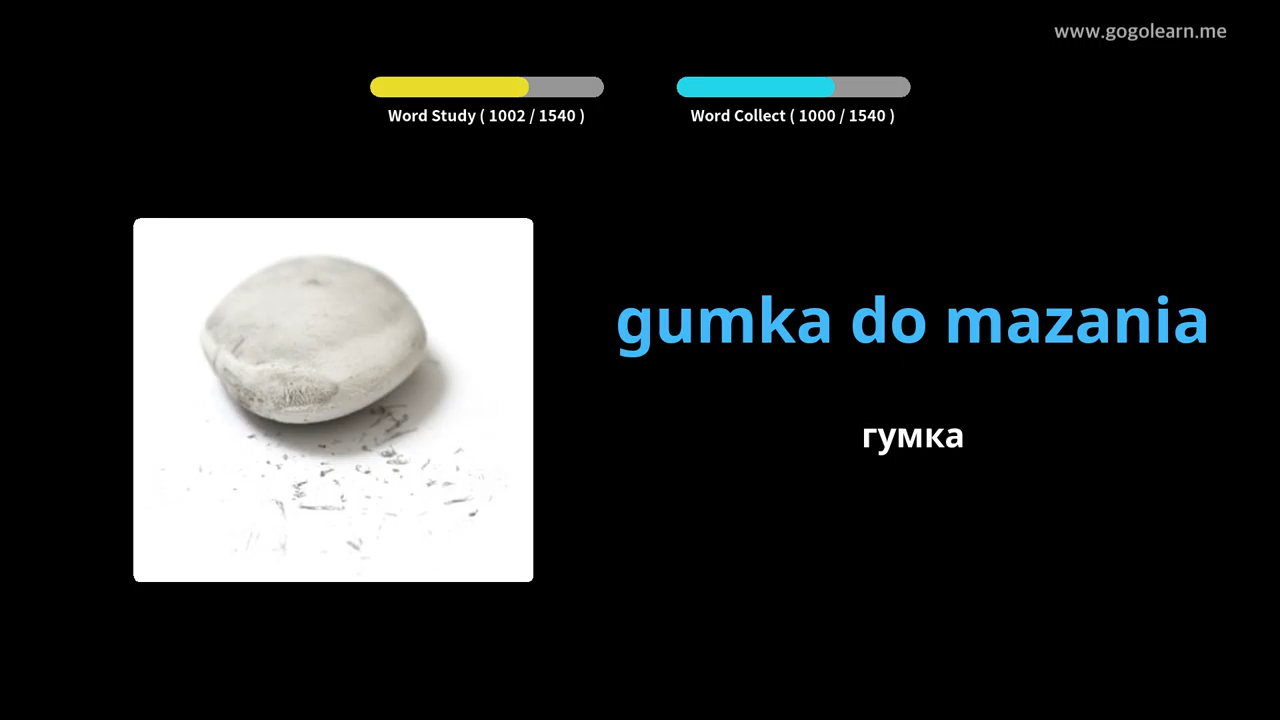 www.gogolearn.me
Word Study ( 1002 / 1540 )
Word Collect ( 1000 / 1540 )
gumka do mazania
гумка